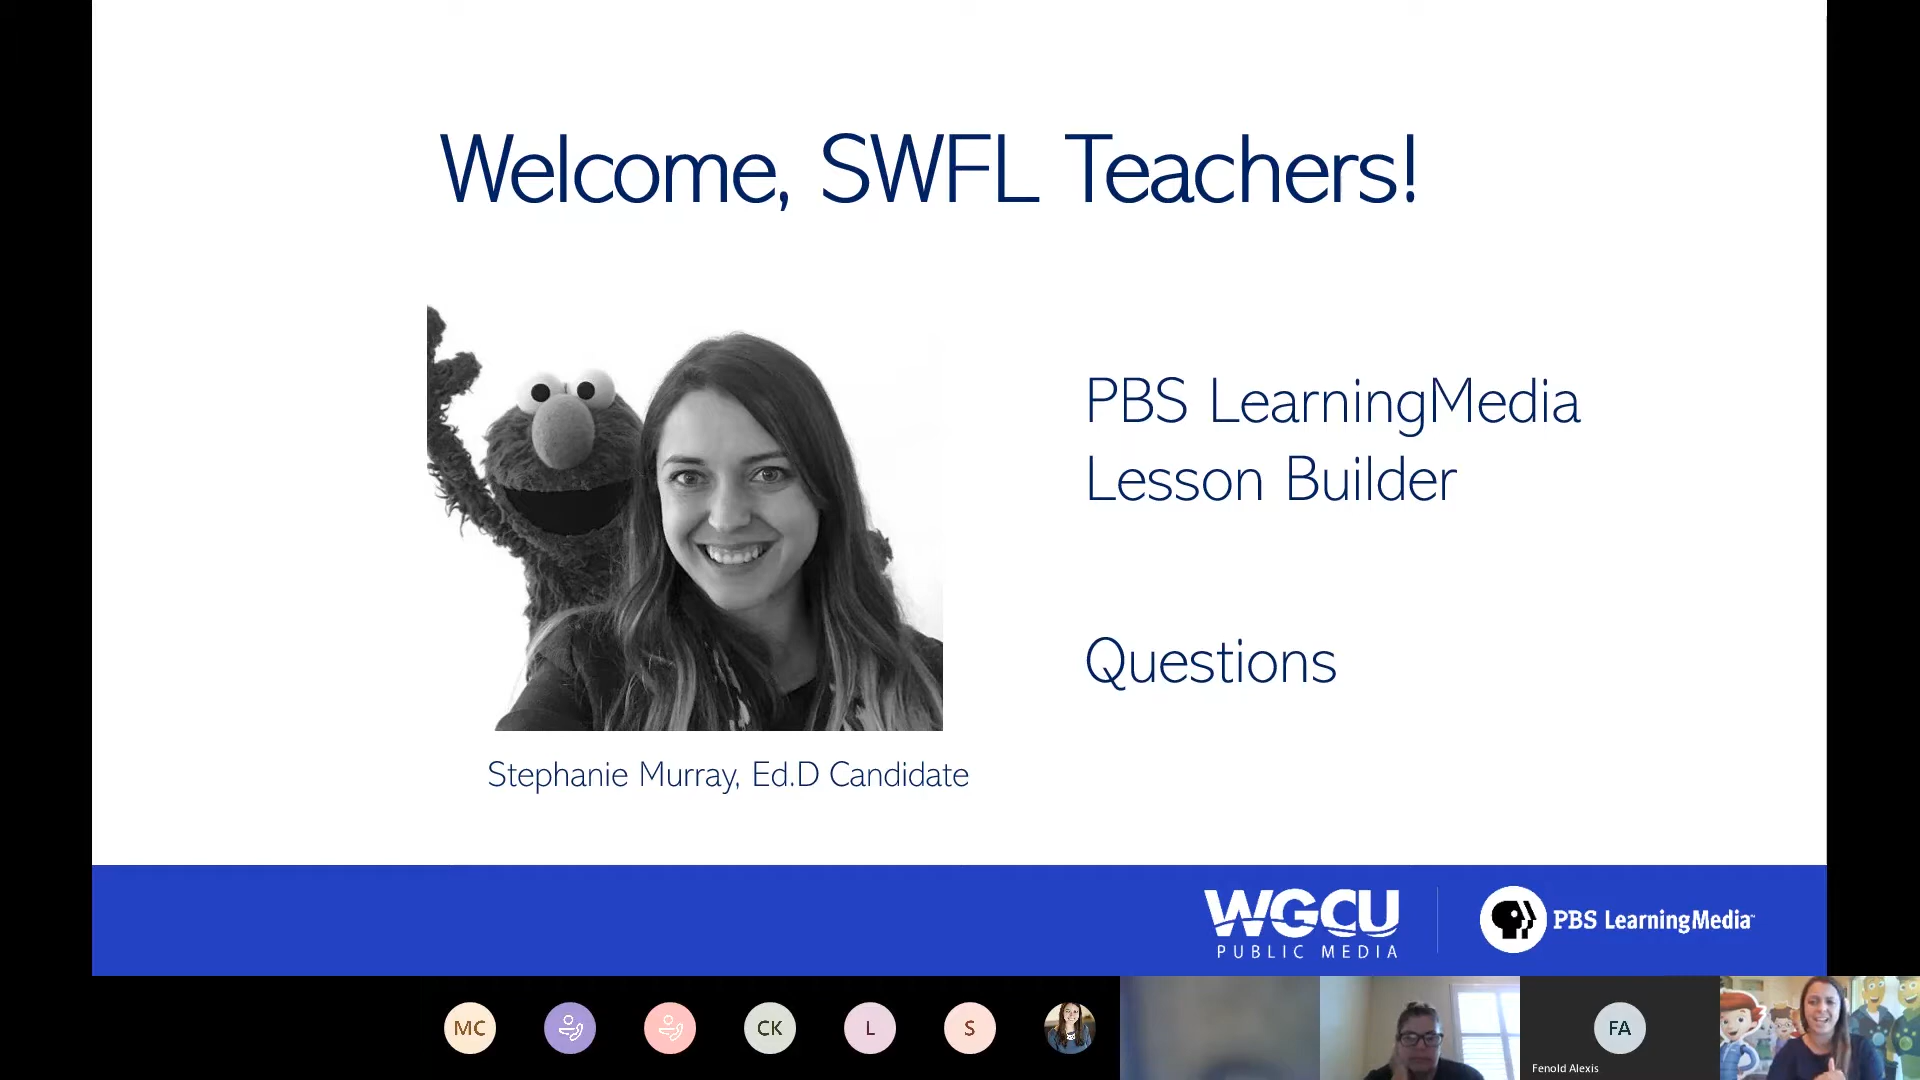 Welcome, SWFL Teachers!
PBS LearningMedia
Lesson Builder
Questions
Stephanie Murray, Ed.D Candidate
WGCU
PUBLIC MEDIA
PBS LearningMedia
MC
CK
L
S
FA
Fenold Alexis